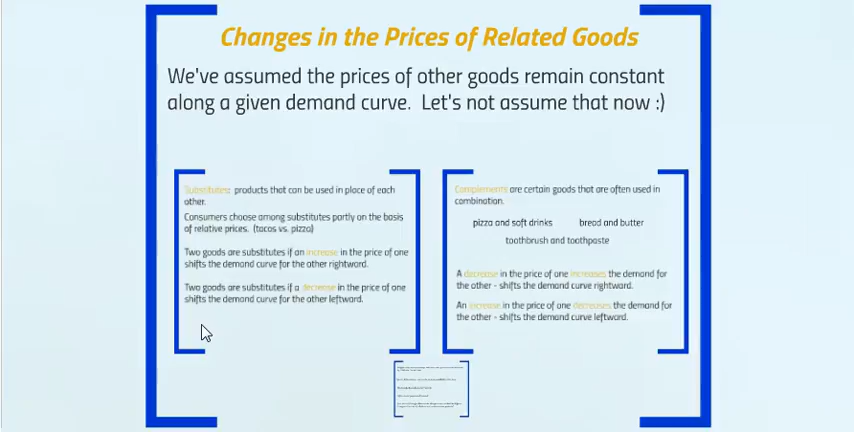 Changes in the Prices of Related Goods
We've assumed the prices of other goods remain constant
along a given demand curve. Let's not assume that now :)
Substitutes: products that can be used in place of each
other.
Consumers choose among substitutes partly on the basis
of relative prices. (tacos vs. pizza)
Two goods are substitutes if an increase in the price of one
shifts the demand curve for the other rightward.
Two goods are substitutes if a decrease in the price of one
shifts the demand curve for the other leftward.
Complements are certain goods that are often used in
combination.
pizza and soft drinks bread and butter
toothbrush and toothpaste
A decrease in the price of one increases the demand for
the other - shifts the demand curve rightward.
An increase in the price of one decreases the demand for
the other - shifts the demand curve leftward.